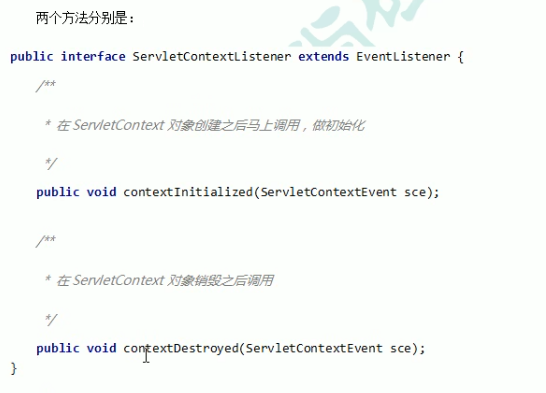 两个方法分别是：
public interface ServletContextListener extends EventListener {
/**
* 在 ServletContext 对象创建之后马上调用，做初始化
*/
public void contextInitialized(ServletContextEvent sce);
/**
* 在 ServletContext 对象销毁之后调用
*/
public void contextDestroyed(ServletContextEvent sce);
}